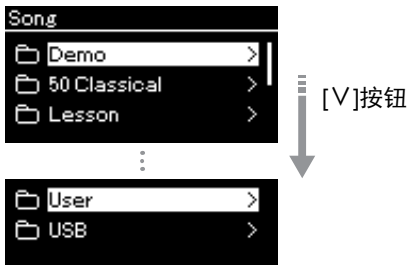 Song
Demo >
50 Classical >
Lesson >
[∨]按钮
User >
USB >